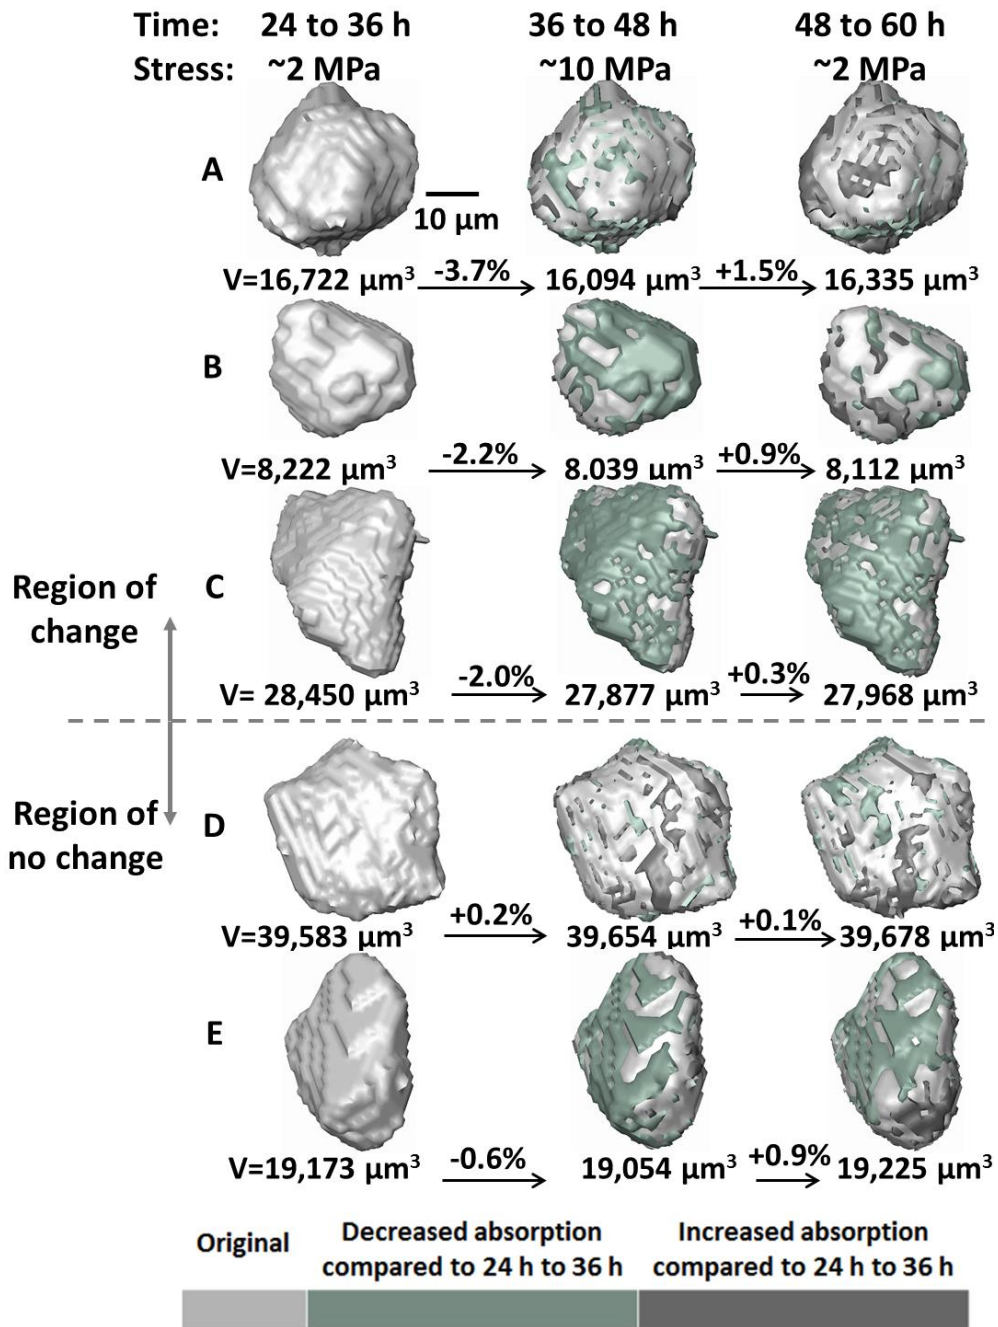 Time: 24 to 36 h 36 to 48 h 48 to 60 h
Stress: ~2 MPa ~10 MPa ~2 MPa
A
10 µm
V=16,722 µm³ -3.7% 16,094 µm³ +1.5% 16,335 µm³
B
V=8,222 µm³ -2.2% 8.039 µm³ +0.9% 8,112 µm³
Region of
change
C
V= 28,450 µm³ -2.0% 27,877 µm³ +0.3% 27,968 µm³
Region of
no change
D
V=39,583 µm³ +0.2% 39,654 µm³ +0.1% 39,678 µm³
E
V=19,173 µm³ -0.6% 19,054 µm³ +0.9% 19,225 µm³
Original
Decreased absorption
compared to 24 h to 36 h
Increased absorption
compared to 24 h to 36 h